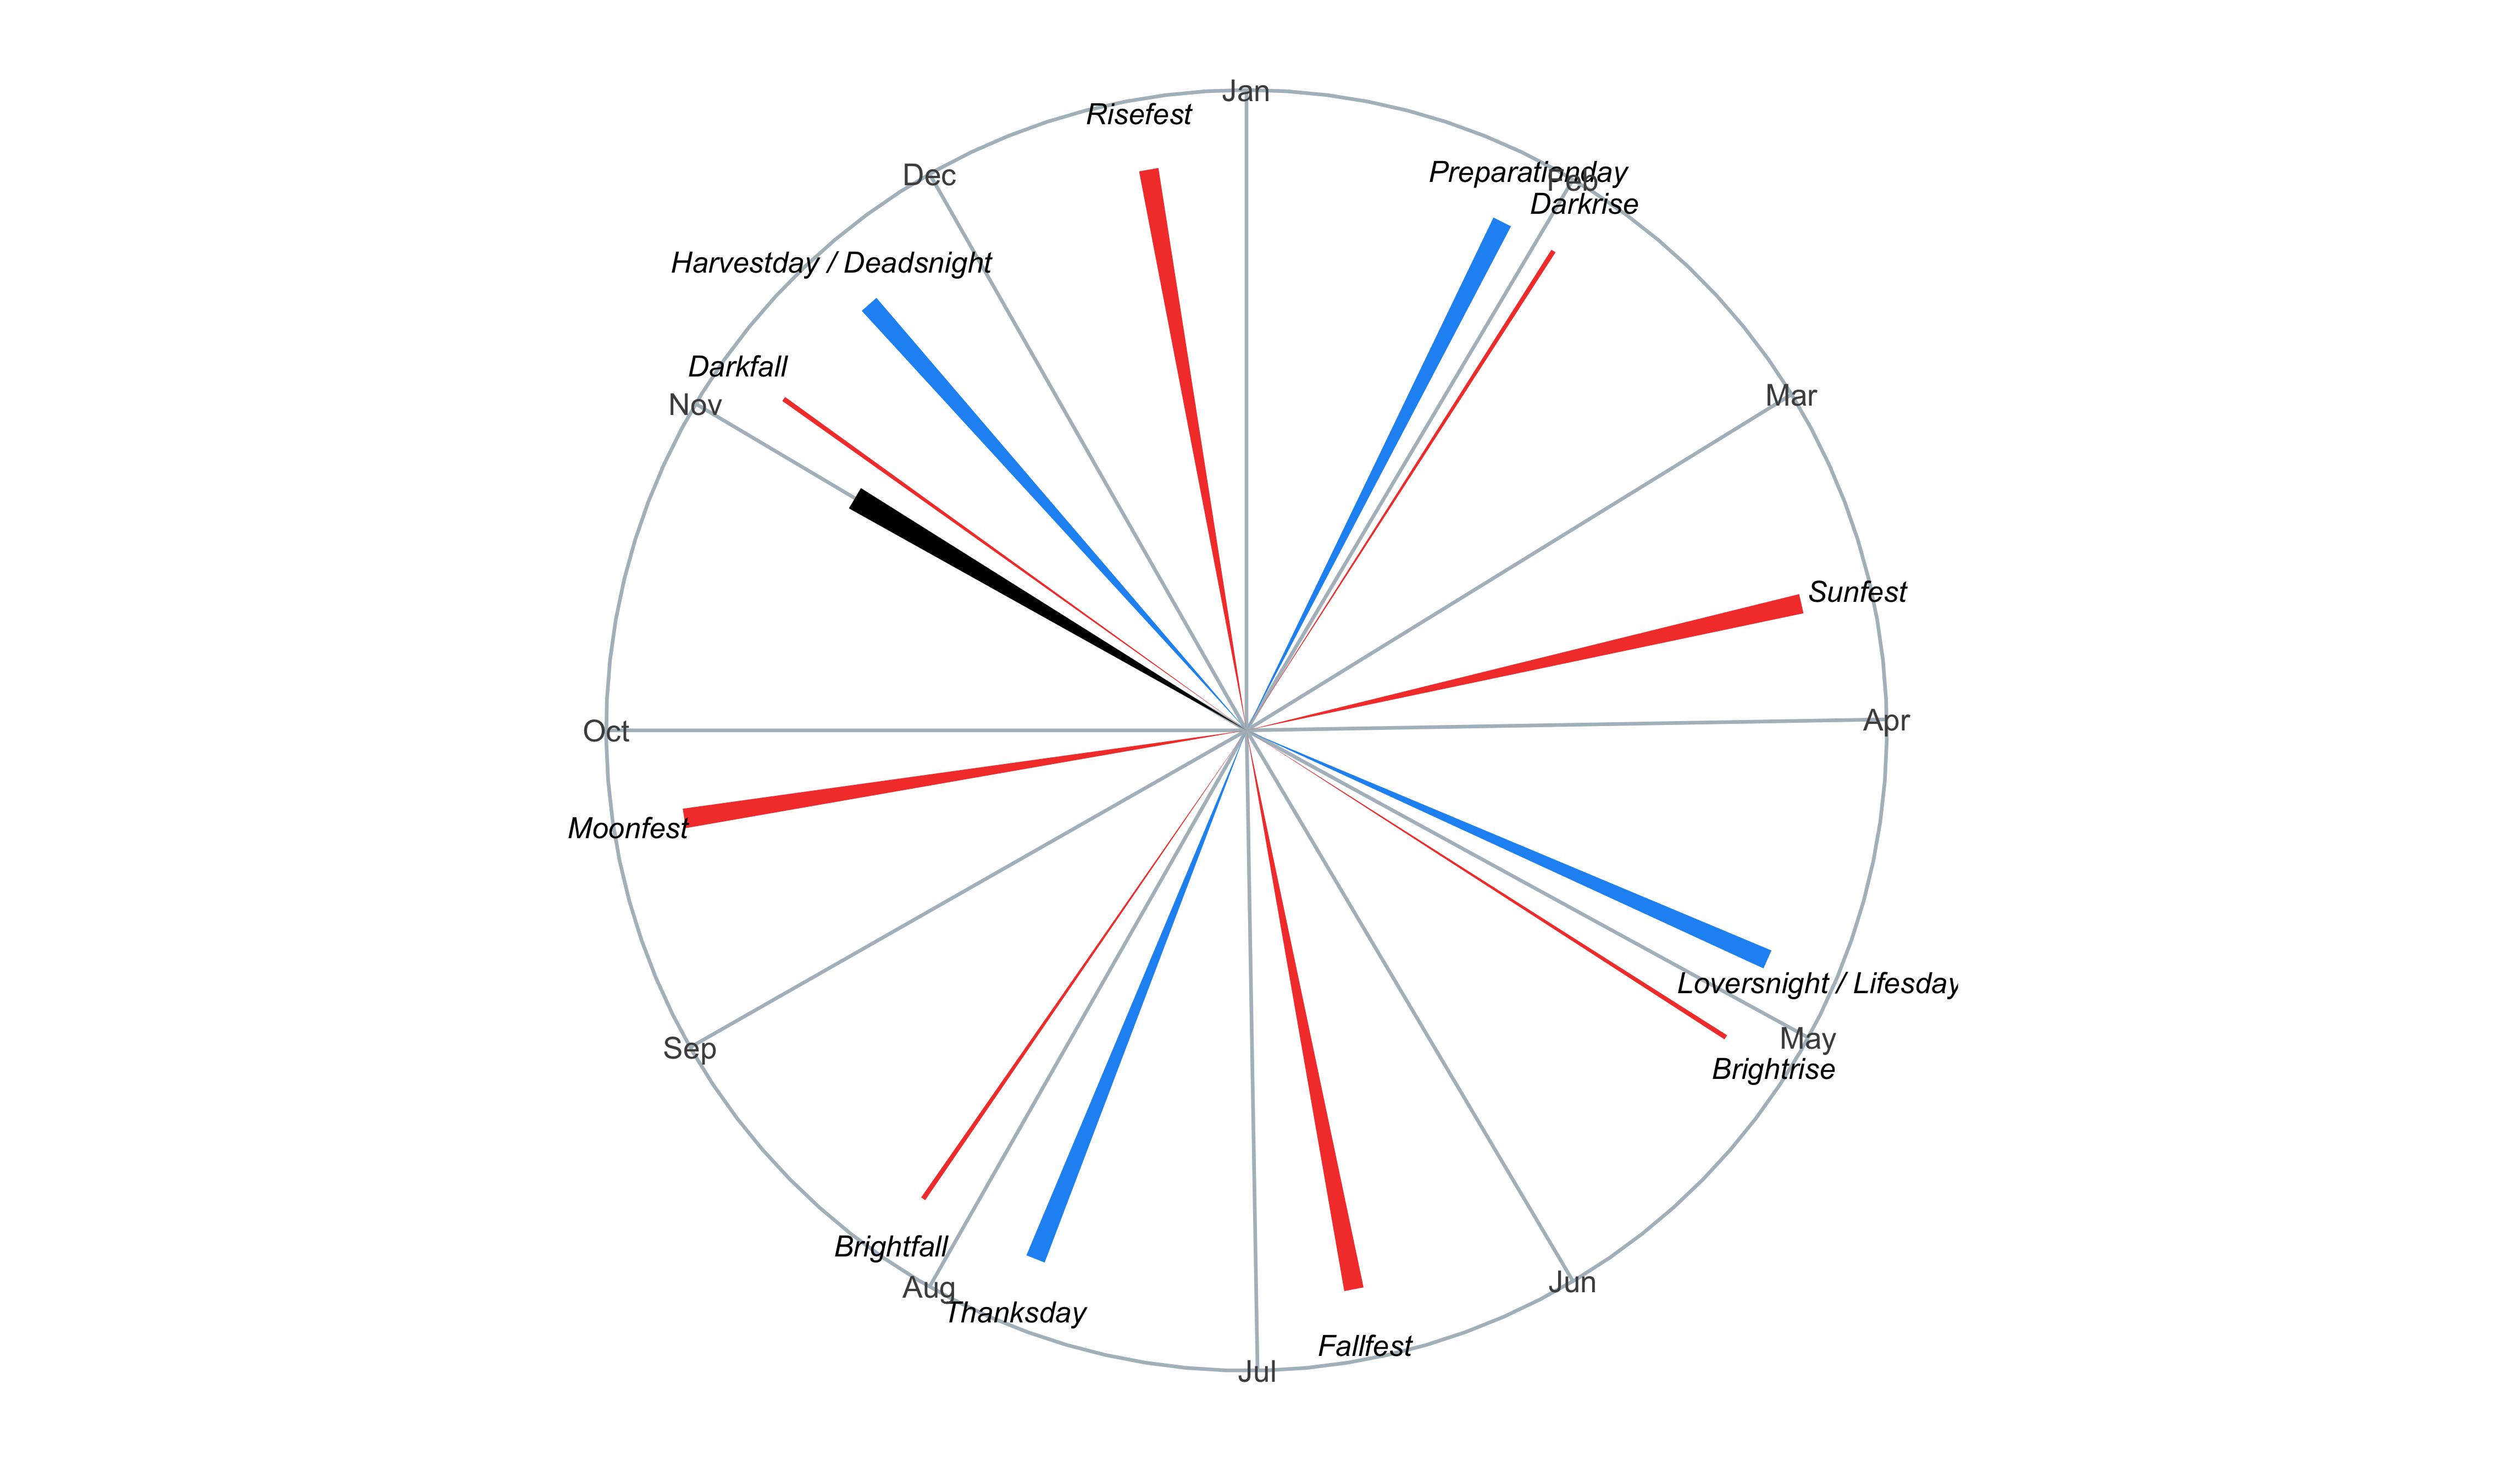 Jan
Risefest
Preparationday
Dec
Feb
Darkrise
Harvestday / Deadsnight
Darkfall
Mar
Nov
Sunfest
Apr
Oct
Moonfest
Loversnight / Lifesday
May
Sep
Brightrise
Brightfall
Jun
Aug
Thanksday
Fallfest
Jul